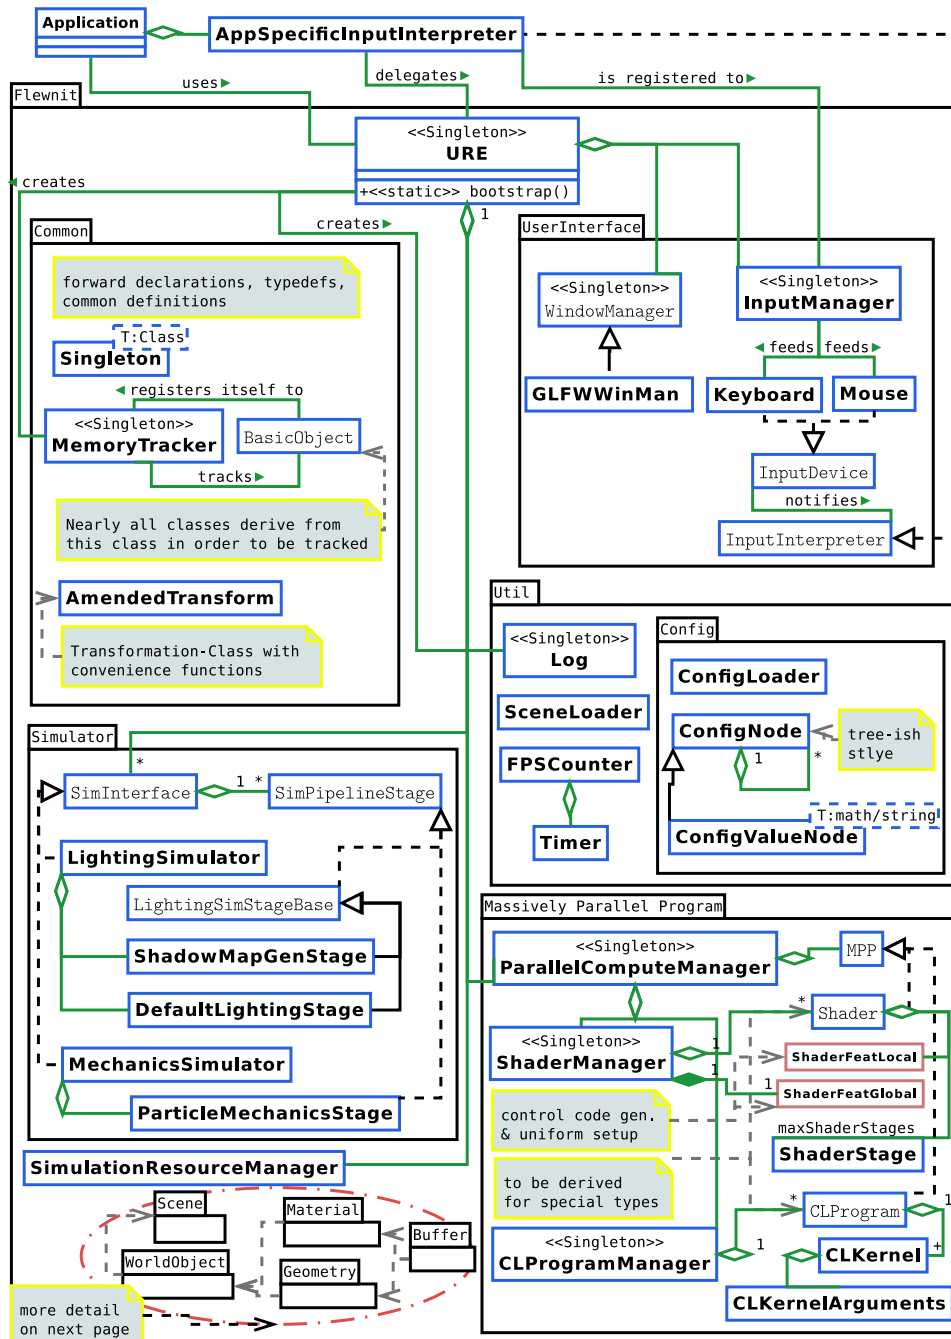 Application
AppSpecificInputInterpreter
uses
delegates
is registered to
Flewnit
<<Singleton>>
URE
+<<static>> bootstrap()
creates
creates
1
Common
forward declarations, typedefs,
common definitions
T:Class
Singleton
registers itself to
<<Singleton>>
MemoryTracker
BasicObject
tracks
Nearly all classes derive from
this class in order to be tracked
AmendedTransform
Transformation-Class with
convenience functions
UserInterface
<<Singleton>>
WindowManager
<<Singleton>>
InputManager
feeds
feeds
GLFWWinMan
Keyboard
Mouse
InputDevice
notifies
InputInterpreter
Util
<<Singleton>>
Log
SceneLoader
FPSCounter
Timer
Config
ConfigLoader
ConfigNode
1
*
tree-ish
stlye
T:math/string
ConfigValueNode
Simulator
*
SimInterface
1
*
SimPipelineStage
LightingSimulator
LightingSimStageBase
ShadowMapGenStage
DefaultLightingStage
MechanicsSimulator
ParticleMechanicsStage
SimulationResourceManager
Scene
Material
Buffer
WorldObject
Geometry
more detail
on next page
Massively Parallel Program
<<Singleton>>
ParallelComputeManager
MPP
*
Shader
<<Singleton>>
ShaderManager
1
1
ShaderFeatLocal
1
ShaderFeatGlobal
control code gen.
& uniform setup
maxShaderStages
ShaderStage
to be derived
for special types
*
CLProgram
1
<<Singleton>>
CLProgramManager
1
CLKernel
+
CLKernelArguments